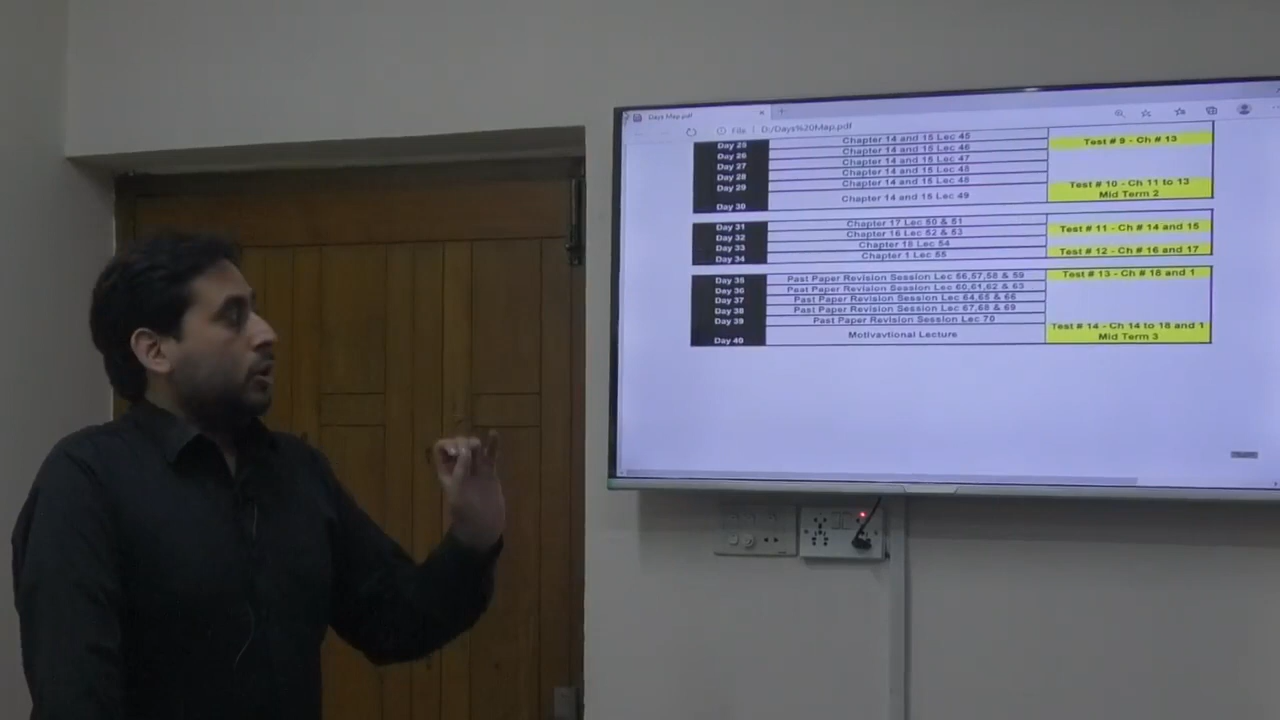 Days Map.pdf
File | D:/Days%20Map.pdf
Day 25 Chapter 14 and 15 Lec 45 Test # 9 - Ch # 13
Day 26 Chapter 14 and 15 Lec 46
Day 27 Chapter 14 and 15 Lec 47
Day 28 Chapter 14 and 15 Lec 48
Day 29 Chapter 14 and 15 Lec 48 Test # 10 - Ch 11 to 13
Day 30 Chapter 14 and 15 Lec 49 Mid Term 2
Day 31 Chapter 17 Lec 50 & 51 Test # 11 - Ch # 14 and 15
Day 32 Chapter 16 Lec 52 & 53
Day 33 Chapter 18 Lec 54 Test # 12 - Ch # 16 and 17
Day 34 Chapter 1 Lec 55
Day 35 Past Paper Revision Session Lec 56,57,58 & 59 Test # 13 - Ch # 18 and 1
Day 36 Past Paper Revision Session Lec 60,61,62 & 63
Day 37 Past Paper Revision Session Lec 64,65 & 66
Day 38 Past Paper Revision Session Lec 67,68 & 69
Day 39 Past Paper Revision Session Lec 70 Test # 14 - Ch 14 to 18 and 1
Day 40 Motivavtional Lecture Mid Term 3